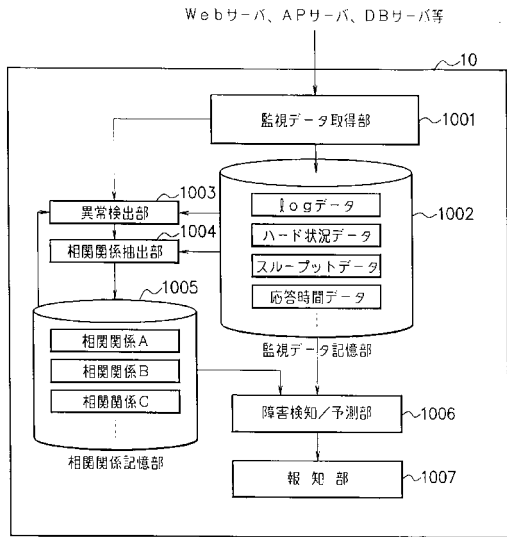 Webサーバ、APサーバ、DBサーバ等
10
監視データ取得部
1001
1003
異常検出部
1004
相関関係抽出部
logデータ
ハード状況データ
スループットデータ
応答時間データ
1002
監視データ記憶部
1005
相関関係A
相関関係B
相関関係C
相関関係記憶部
障害検知/予測部
1006
報知部
1007